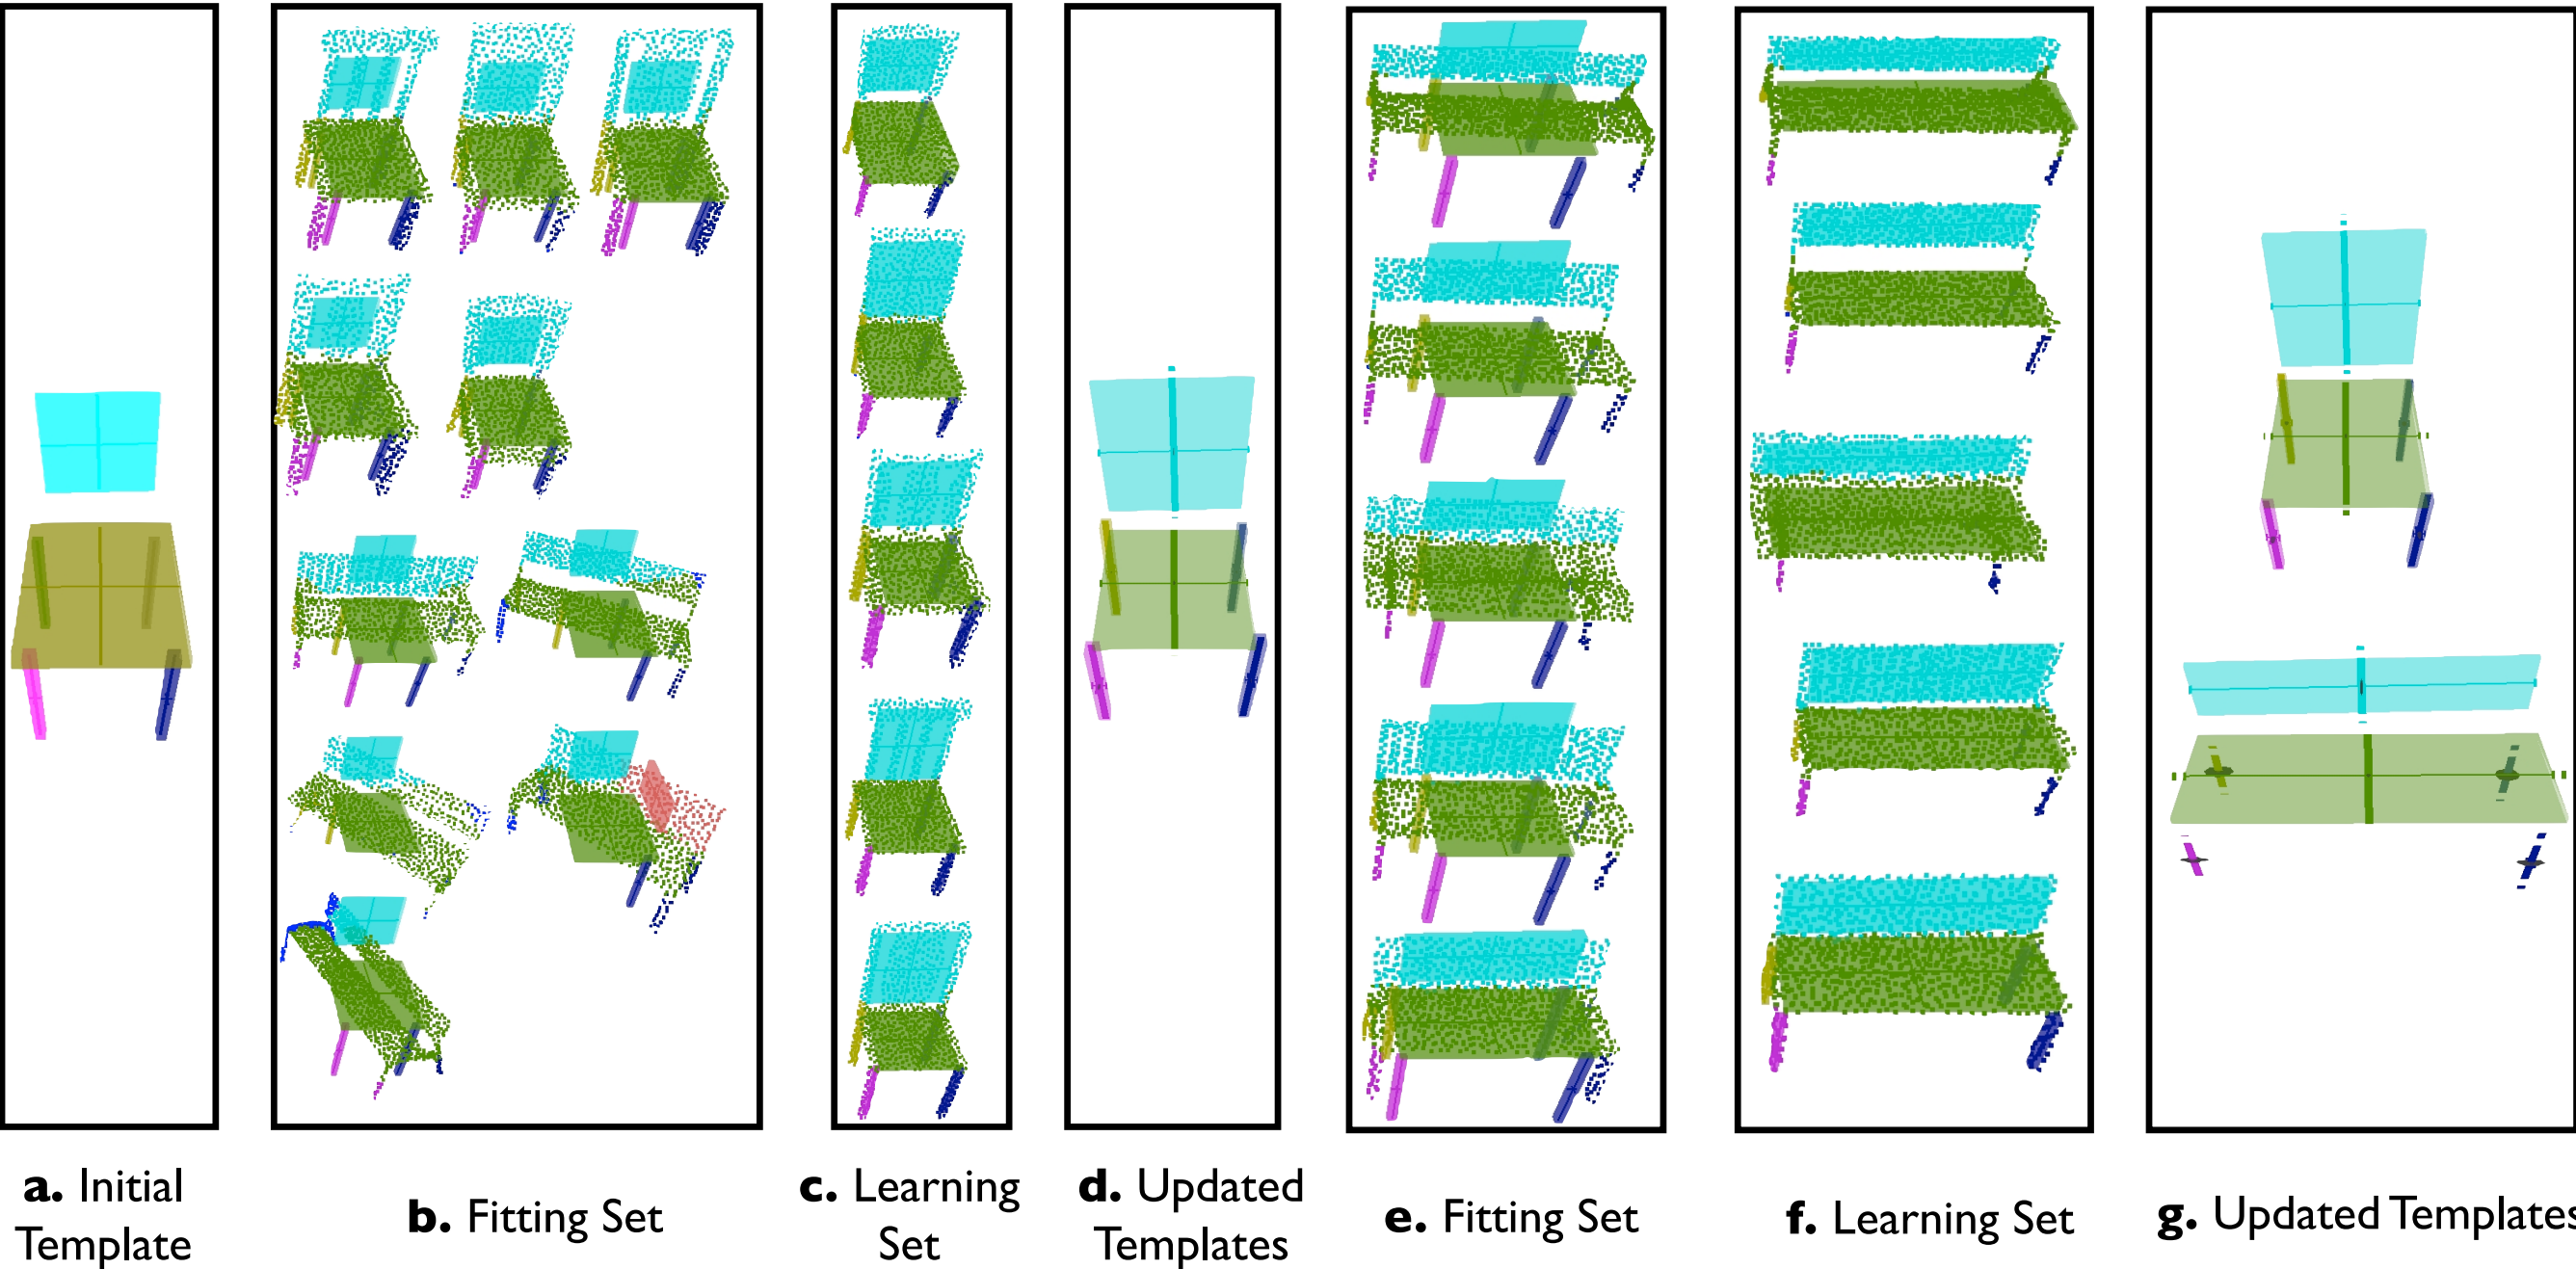 a. Initial
Template
b. Fitting Set
c. Learning
Set
d. Updated
Templates
e. Fitting Set
f. Learning Set
g. Updated Templates